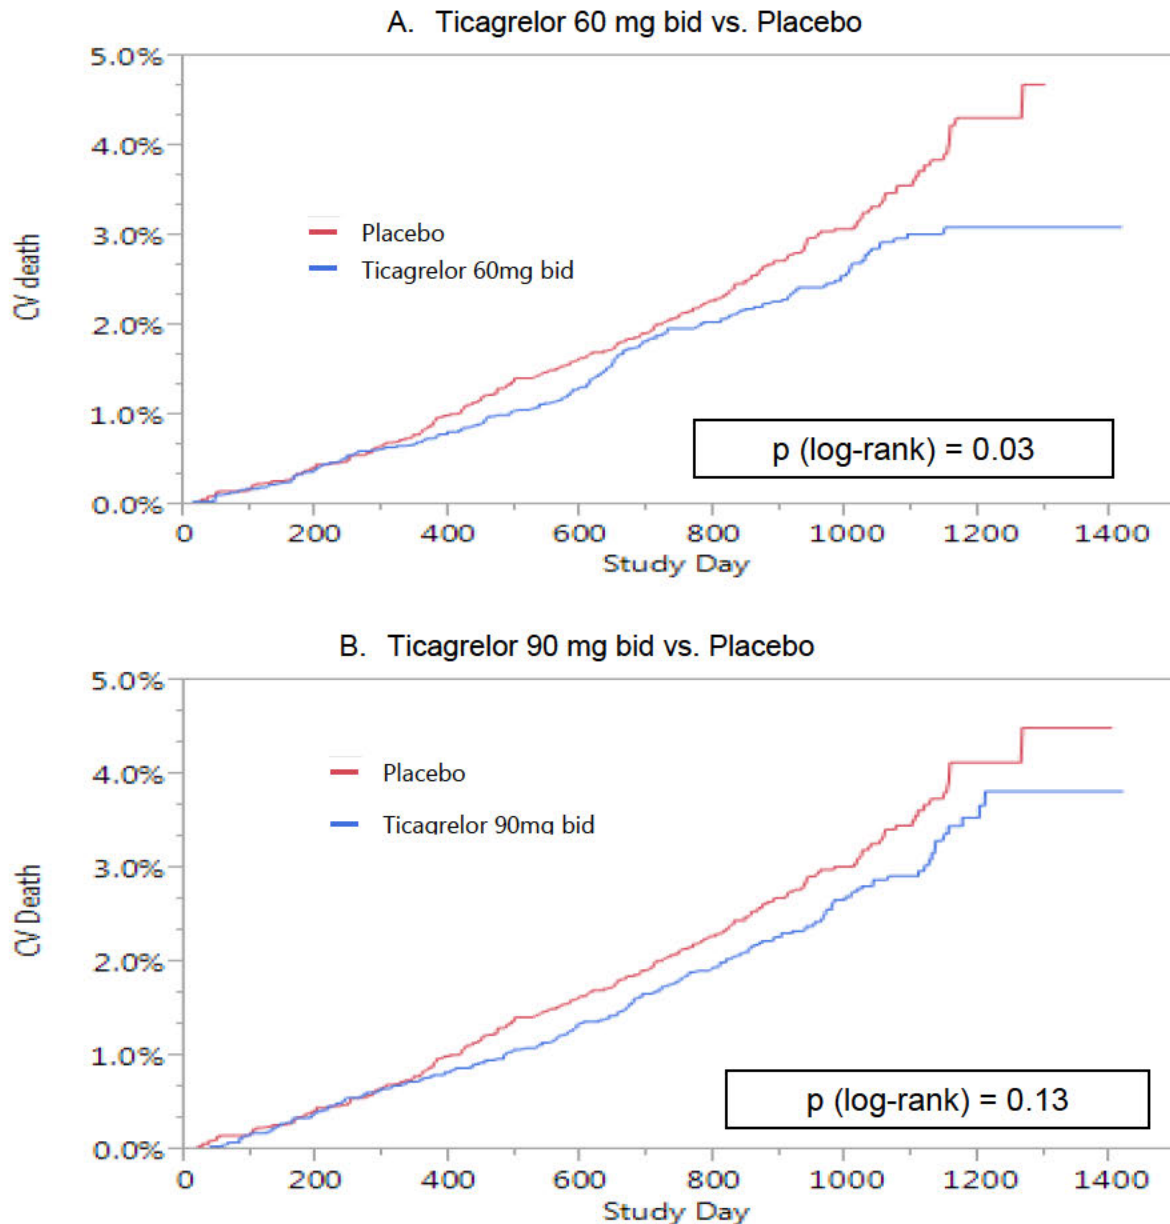 A. Ticagrelor 60 mg bid vs. Placebo
5.0%
4.0%
3.0%
2.0%
1.0%
0.0%
CV death
Placebo
Ticagrelor 60mg bid
p (log-rank) = 0.03
0 200 400 600 800 1000 1200 1400
Study Day
B. Ticagrelor 90 mg bid vs. Placebo
5.0%
4.0%
3.0%
2.0%
1.0%
0.0%
CV Death
Placebo
Ticagrelor 90mg bid
p (log-rank) = 0.13
0 200 400 600 800 1000 1200 1400
Study Day